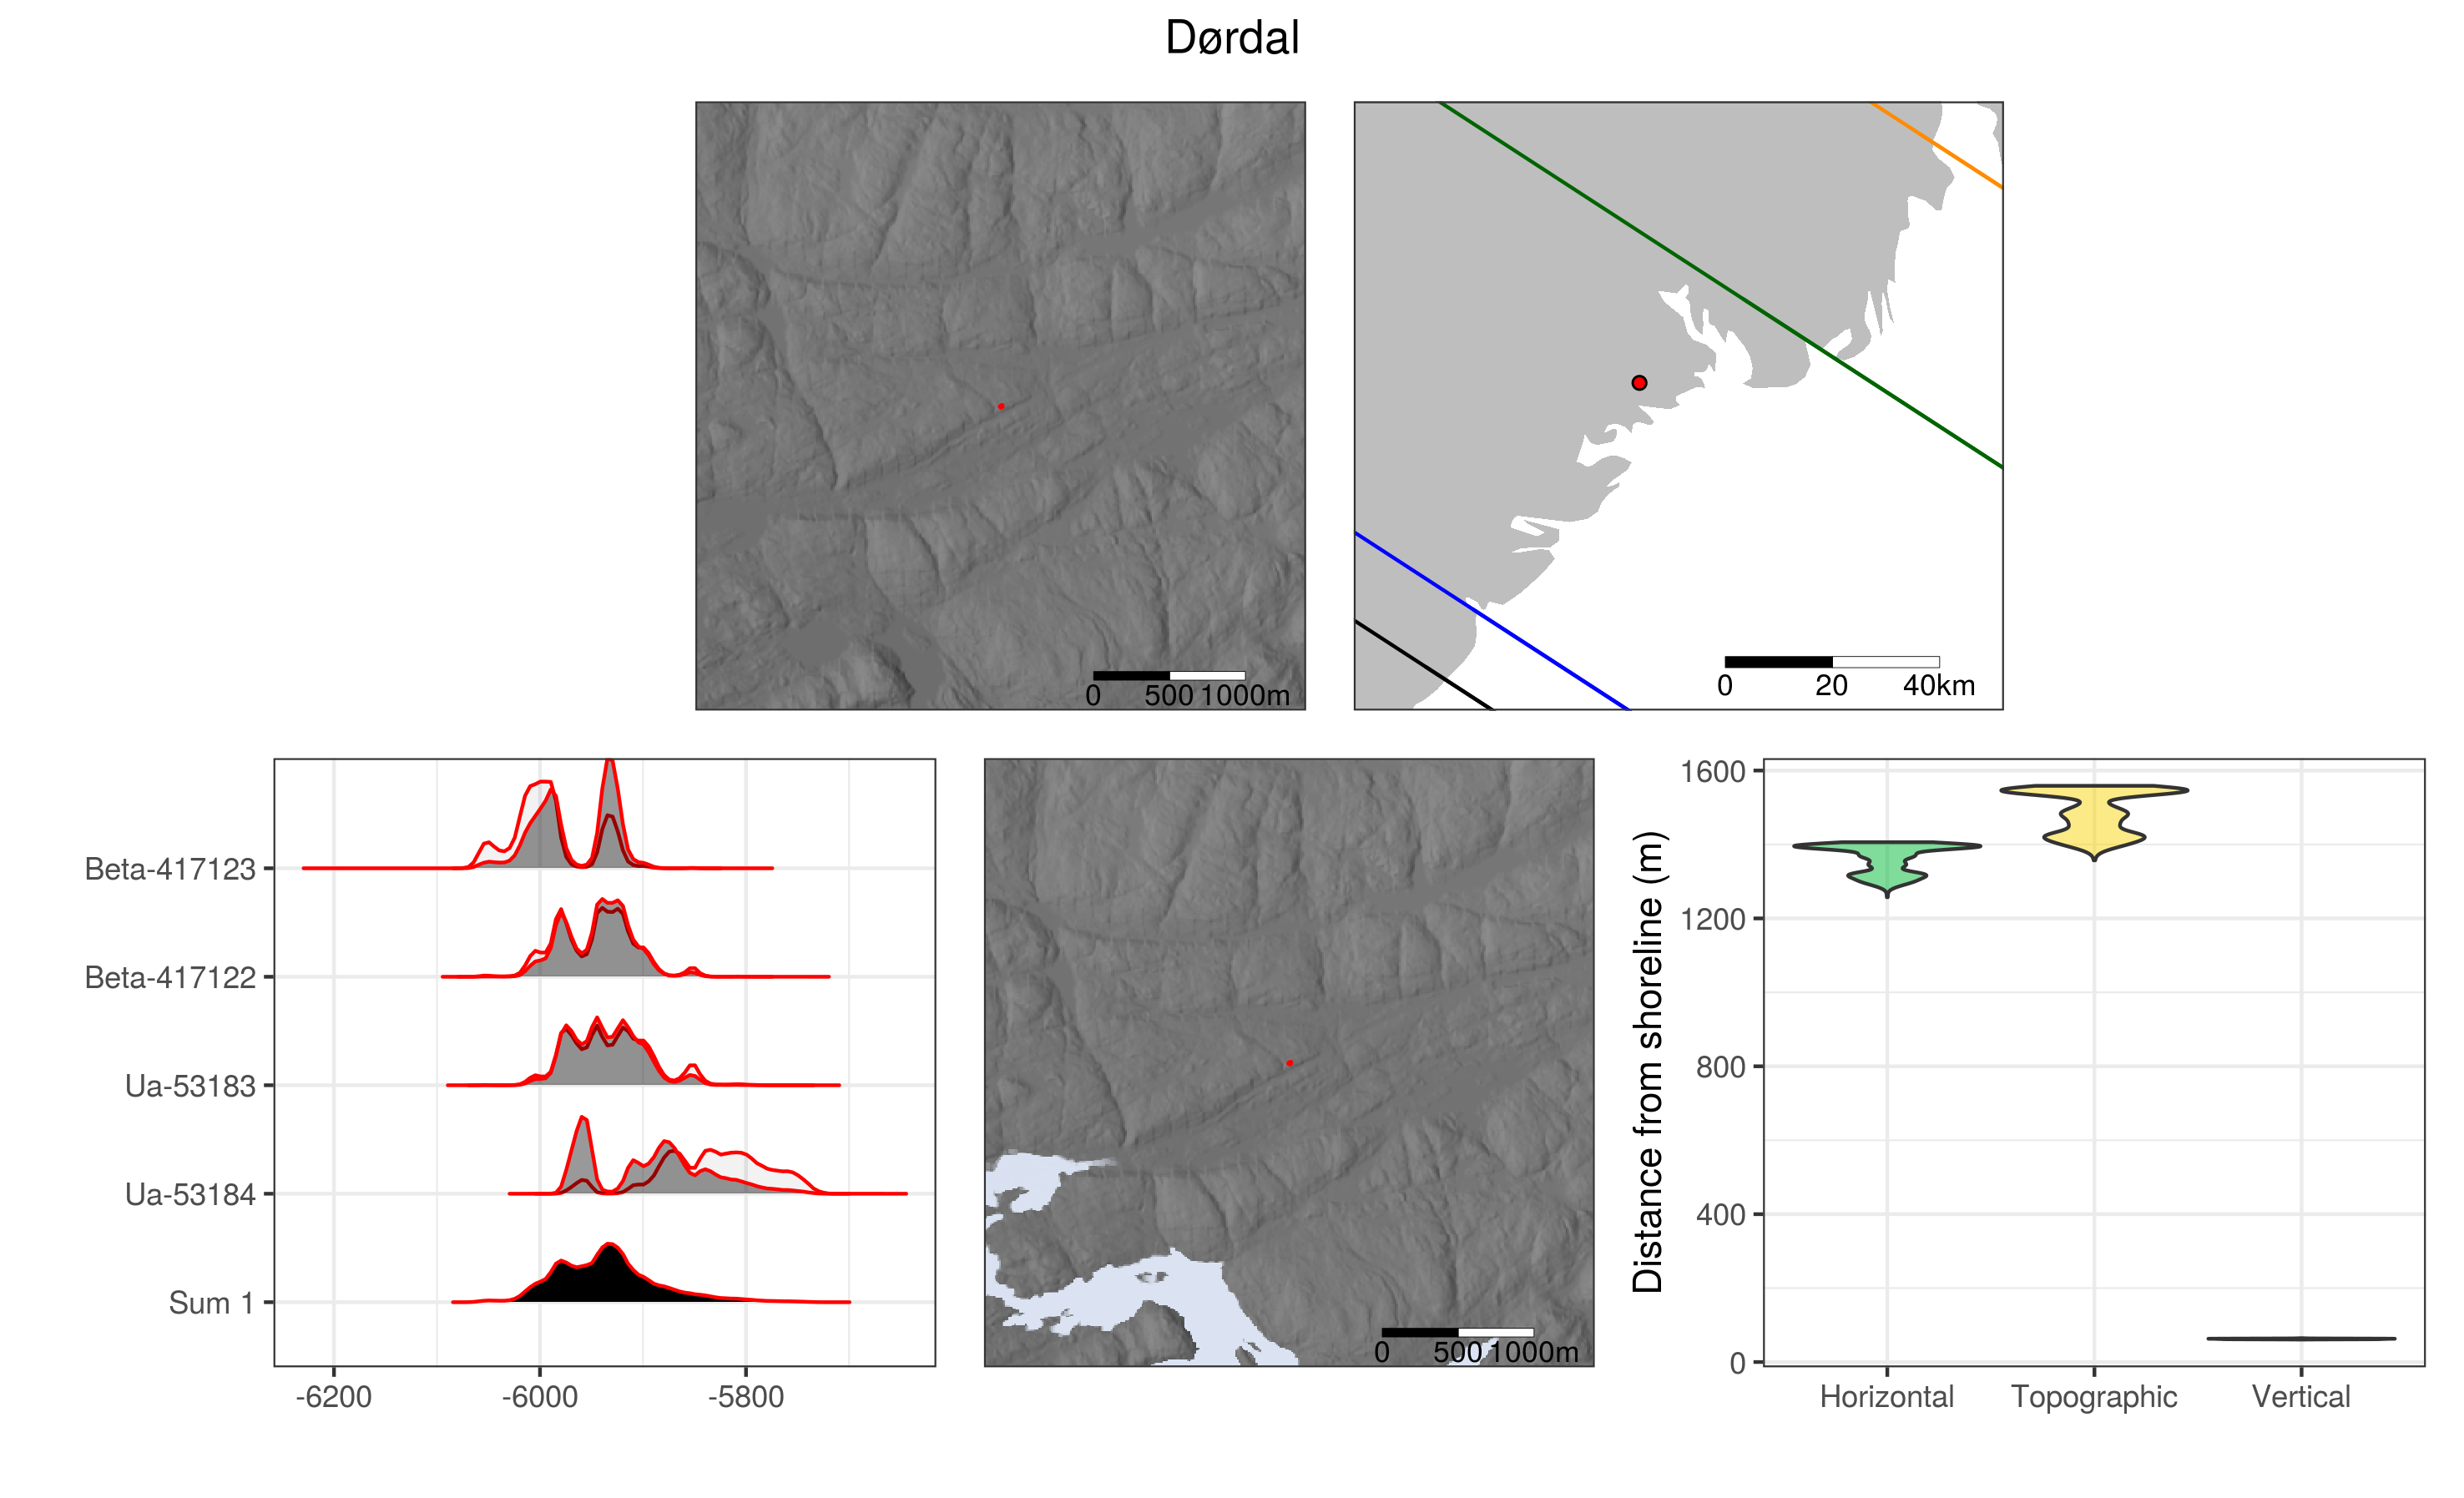 Dørdal
0 500 1000m
0 20 40km
Beta-417123
Beta-417122
Ua-53183
Ua-53184
Sum 1
-6200 -6000 -5800
0 500 1000m
Distance from shoreline (m)
1600
1200
800
400
0
Horizontal Topographic Vertical